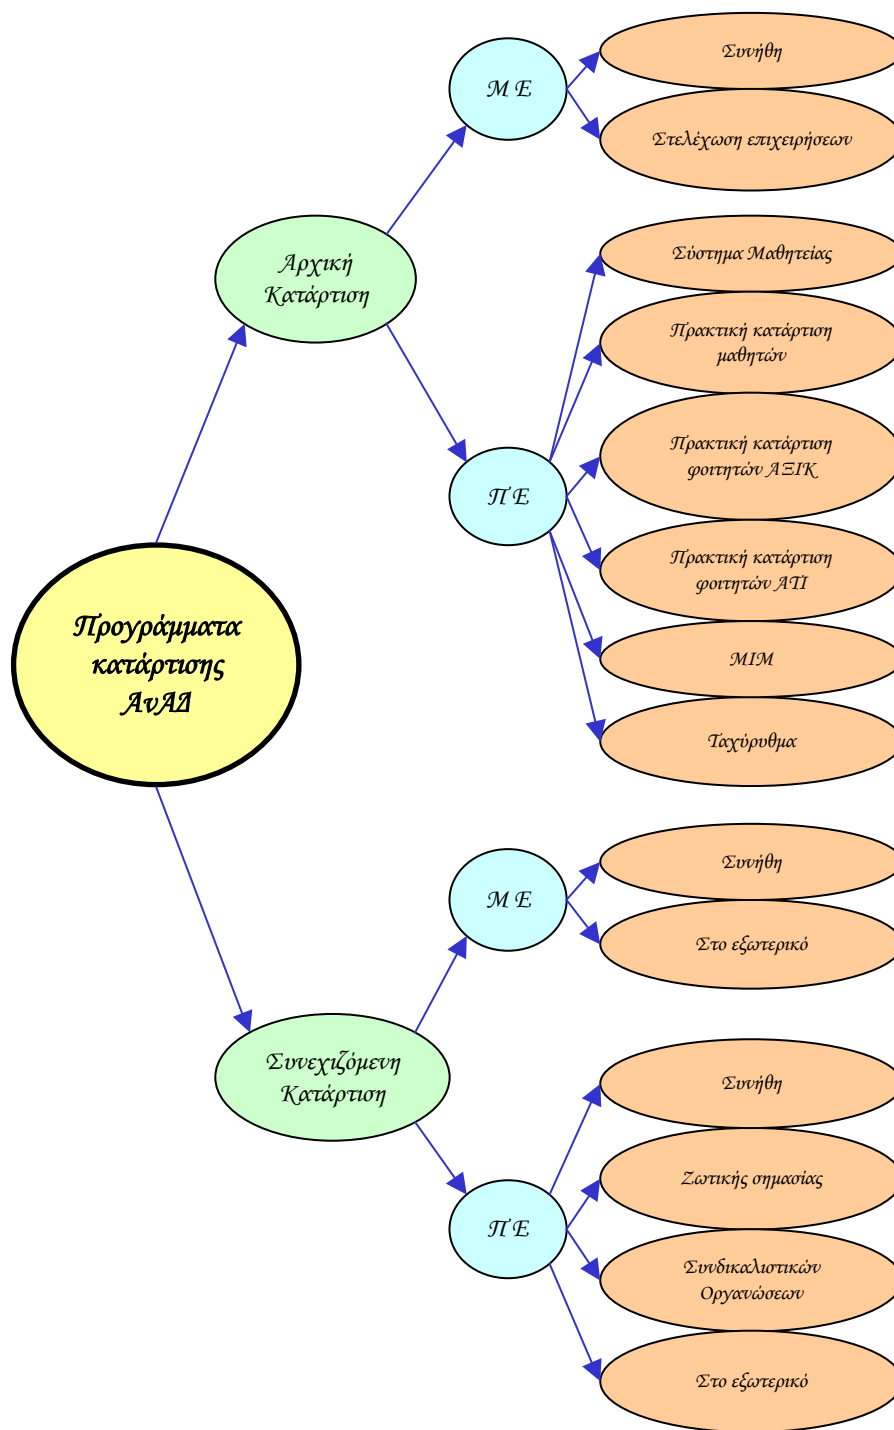 Μ Ε
Συνήθη
Στελέχωση επιχειρήσεων
Αρχική
Κατάρτιση
Σύστημα Μαθητείας
Πρακτική κατάρτιση
μαθητών
Π Ε
Πρακτική κατάρτιση
φοιτητών ΑΞΙΚ
Πρακτική κατάρτιση
φοιτητών ΑΤΙ
ΜΙΜ
Ταχύρυθμα
Προγράμματα
κατάρτισης
ΑνΑΔ
Μ Ε
Συνήθη
Στο εξωτερικό
Συνεχιζόμενη
Κατάρτιση
Π Ε
Συνήθη
Ζωτικής σημασίας
Συνδικαλιστικών
Οργανώσεων
Στο εξωτερικό